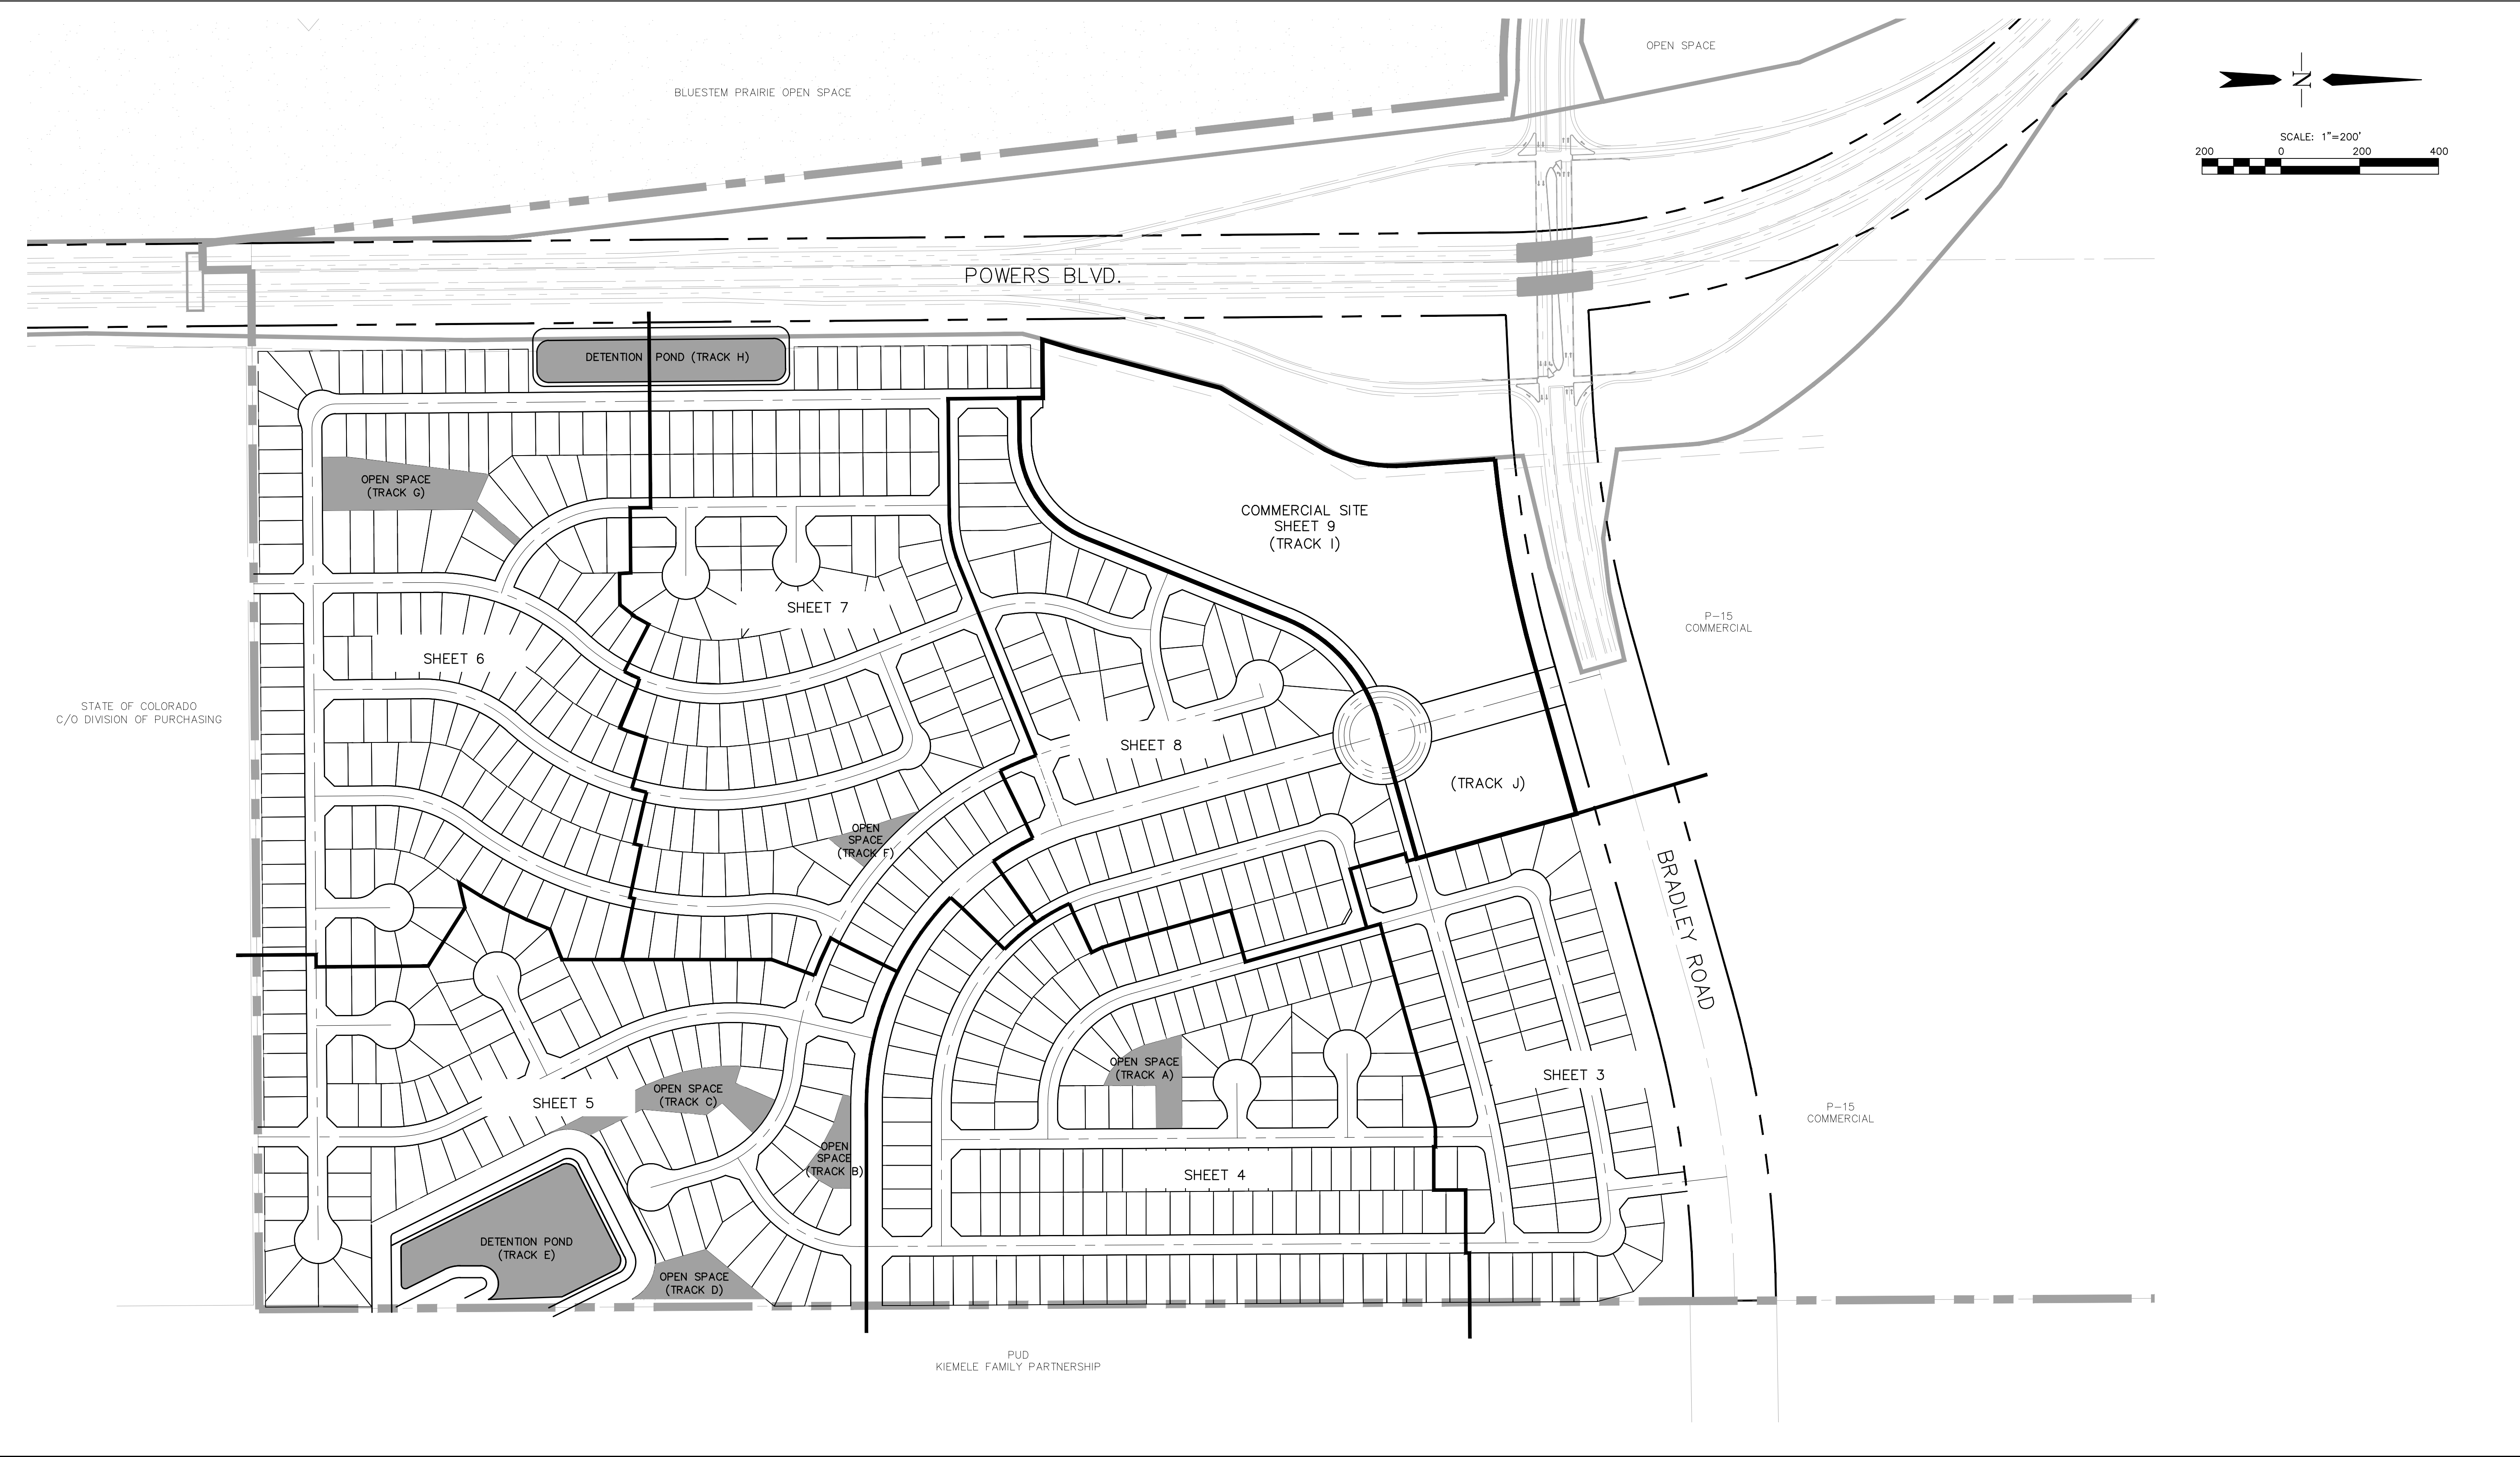 OPEN SPACE
BLUESTEM PRAIRIE OPEN SPACE
N
SCALE: 1"=200'
200 0 200 400
POWERS BLVD.
DETENTION POND (TRACK H)
OPEN SPACE
(TRACK G)
COMMERCIAL SITE
SHEET 9
(TRACK I)
SHEET 7
P-15
COMMERCIAL
SHEET 6
STATE OF COLORADO
C/O DIVISION OF PURCHASING
SHEET 8
(TRACK J)
OPEN
SPACE
(TRACK F)
BRADLEY ROAD
OPEN SPACE
(TRACK A)
SHEET 3
OPEN SPACE
(TRACK C)
SHEET 5
P-15
COMMERCIAL
OPEN
SPACE
(TRACK B)
SHEET 4
DETENTION POND
(TRACK E)
OPEN SPACE
(TRACK D)
PUD
KIEMELE FAMILY PARTNERSHIP